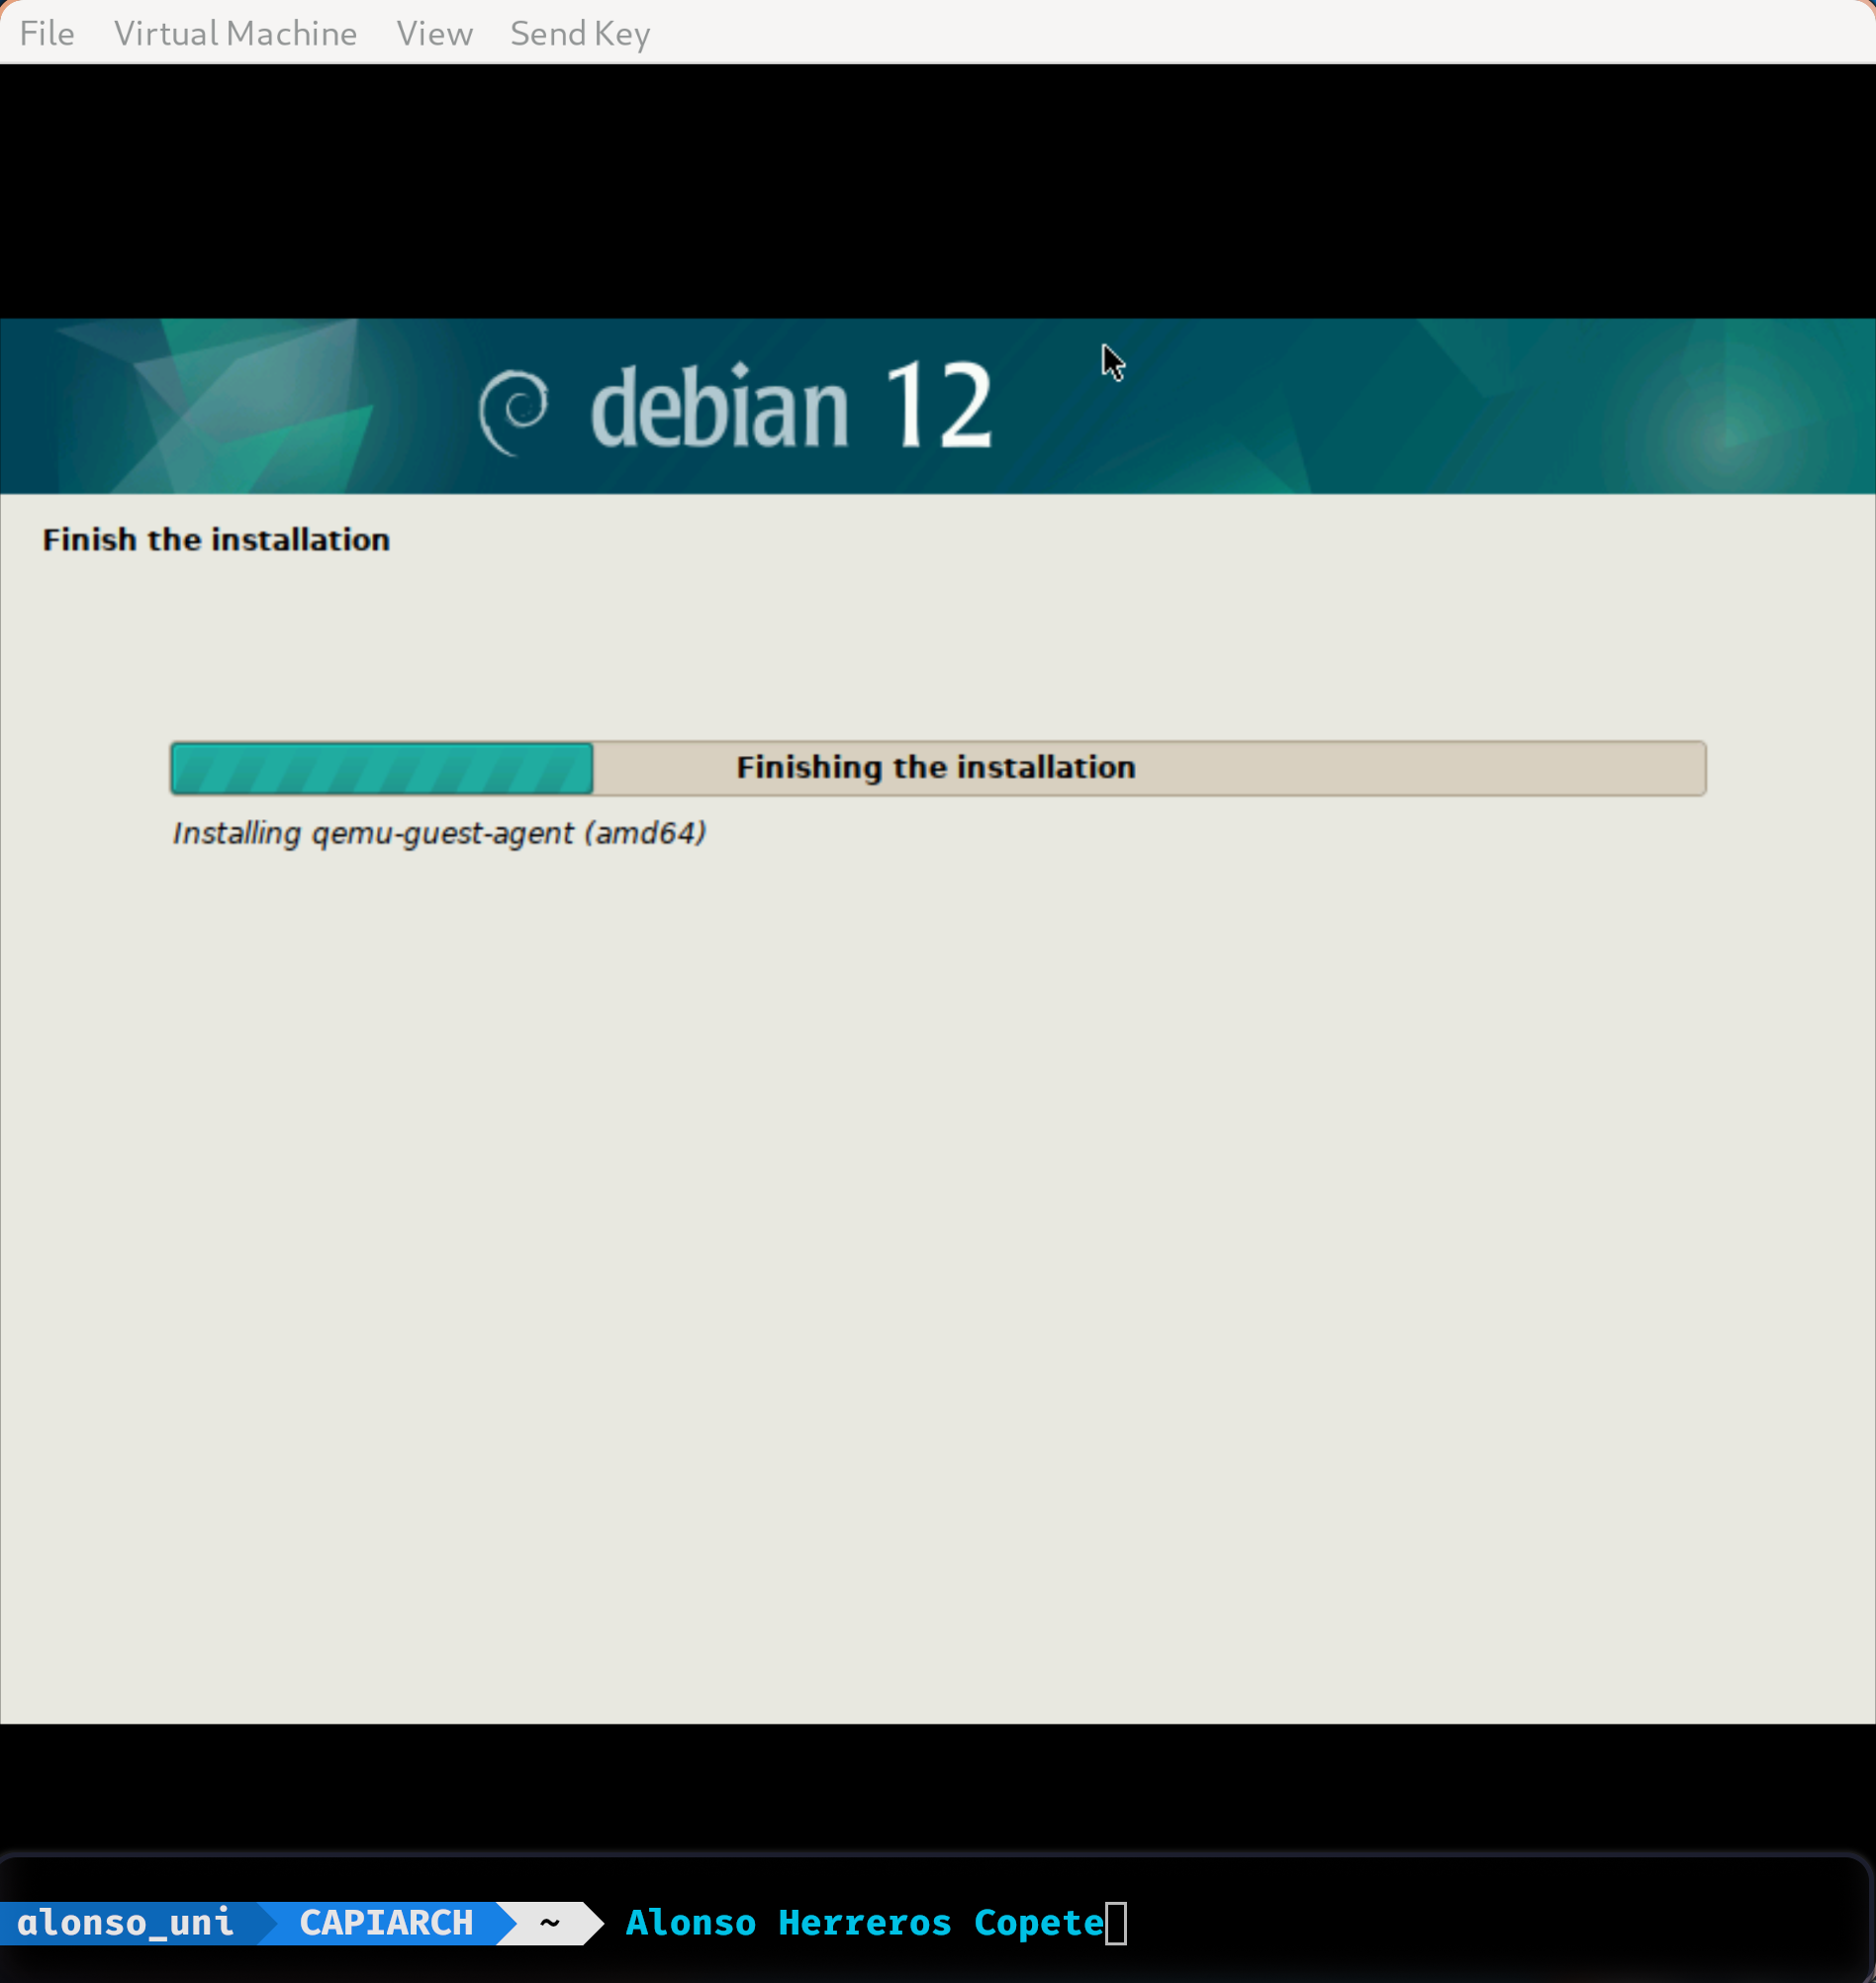 File Virtual Machine View Send Key
debian 12
Finish the installation
Finishing the installation
Installing qemu-guest-agent (amd64)
alonso_uni CAPIARCH ~ Alonso Herreros Copete